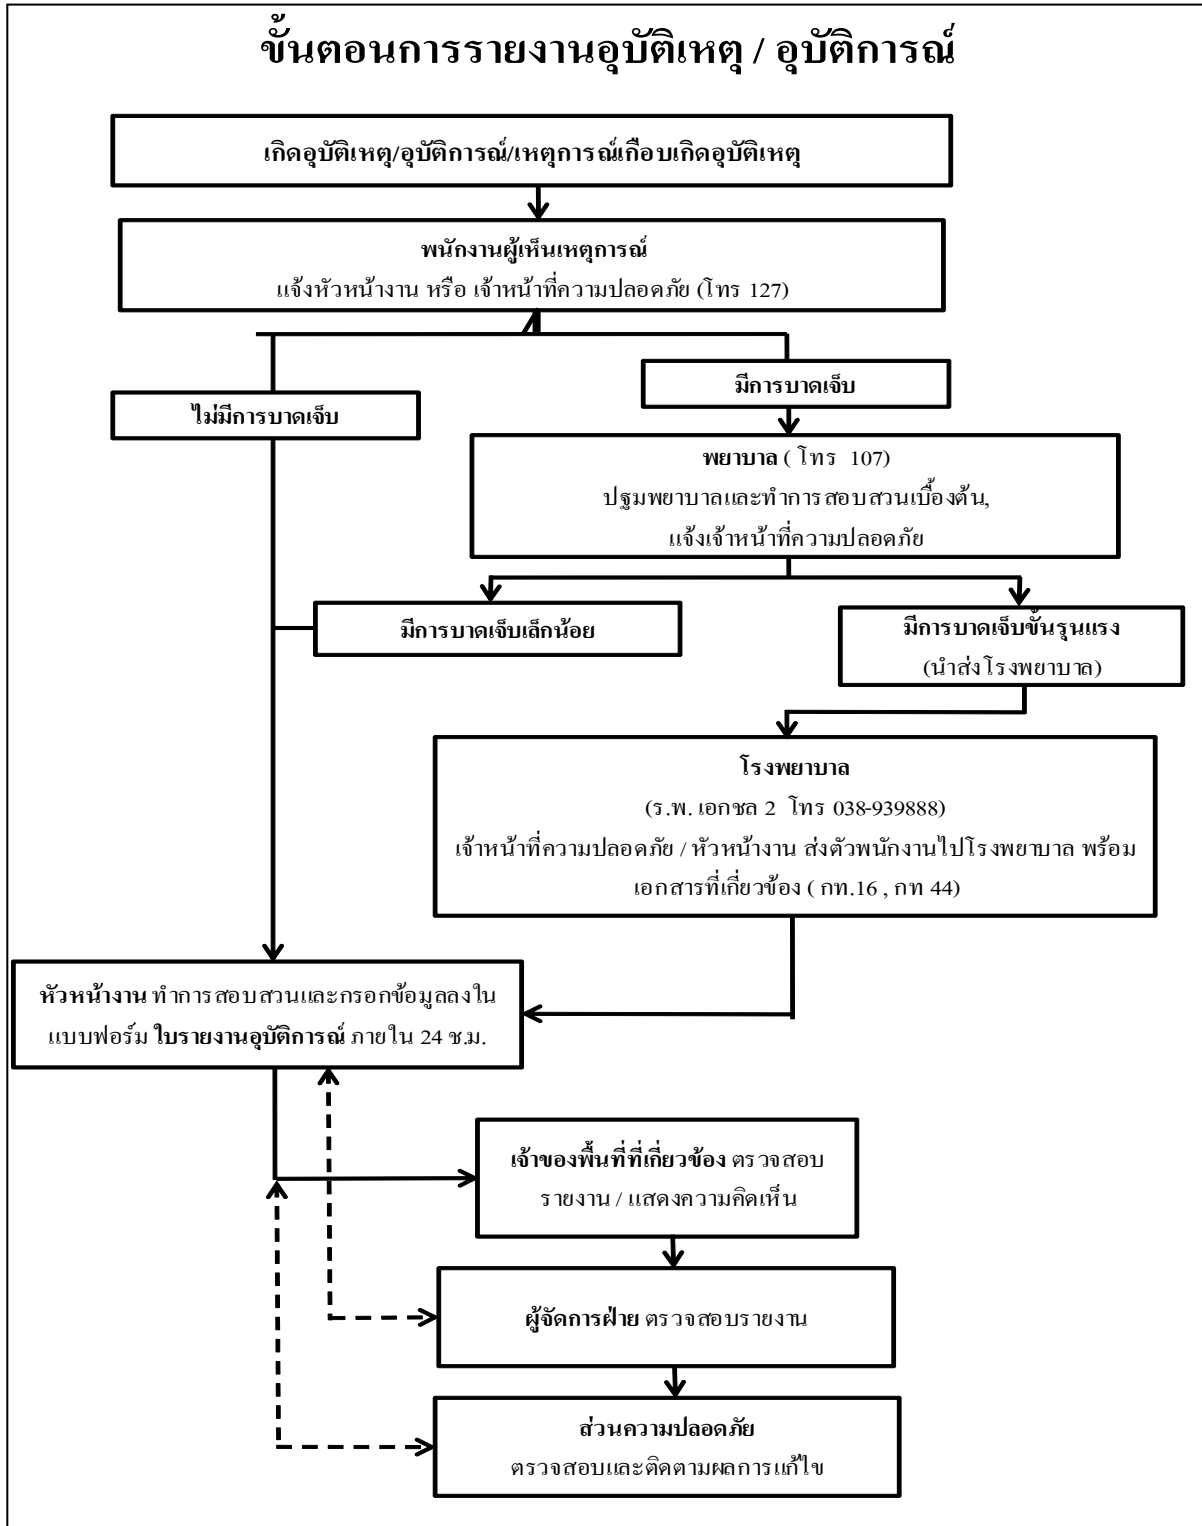 ขั้นตอนการรายงานอุบัติเหตุ / อุบัติการณ์
เกิดอุบัติเหตุ/อุบัติการณ์/เหตุการณ์เกือบเกิดอุบัติเหตุ
พนักงานผู้เห็นเหตุการณ์
แจ้งหัวหน้างาน หรือ เจ้าหน้าที่ความปลอดภัย (โทร 127)
มีการบาดเจ็บ
ไม่มีการบาดเจ็บ
พยาบาล ( โทร 107)
ปฐมพยาบาลและทำการสอบสวนเบื้องต้น,
แจ้งเจ้าหน้าที่ความปลอดภัย
มีการบาดเจ็บเล็กน้อย
มีการบาดเจ็บขั้นรุนแรง
(นำส่งโรงพยาบาล)
โรงพยาบาล
(ร.พ. เอกชล 2 โทร 038-939888)
เจ้าหน้าที่ความปลอดภัย / หัวหน้างาน ส่งตัวพนักงานไปโรงพยาบาล พร้อม
เอกสารที่เกี่ยวข้อง ( กท.16 , กท 44)
หัวหน้างาน ทำการสอบสวนและกรอกข้อมูลลงใน
แบบฟอร์ม ใบรายงานอุบัติการณ์ ภายใน 24 ช.ม.
เจ้าของพื้นที่ที่เกี่ยวข้อง ตรวจสอบ
รายงาน / แสดงความคิดเห็น
ผู้จัดการฝ่าย ตรวจสอบรายงาน
ส่วนความปลอดภัย
ตรวจสอบและติดตามผลการแก้ไข